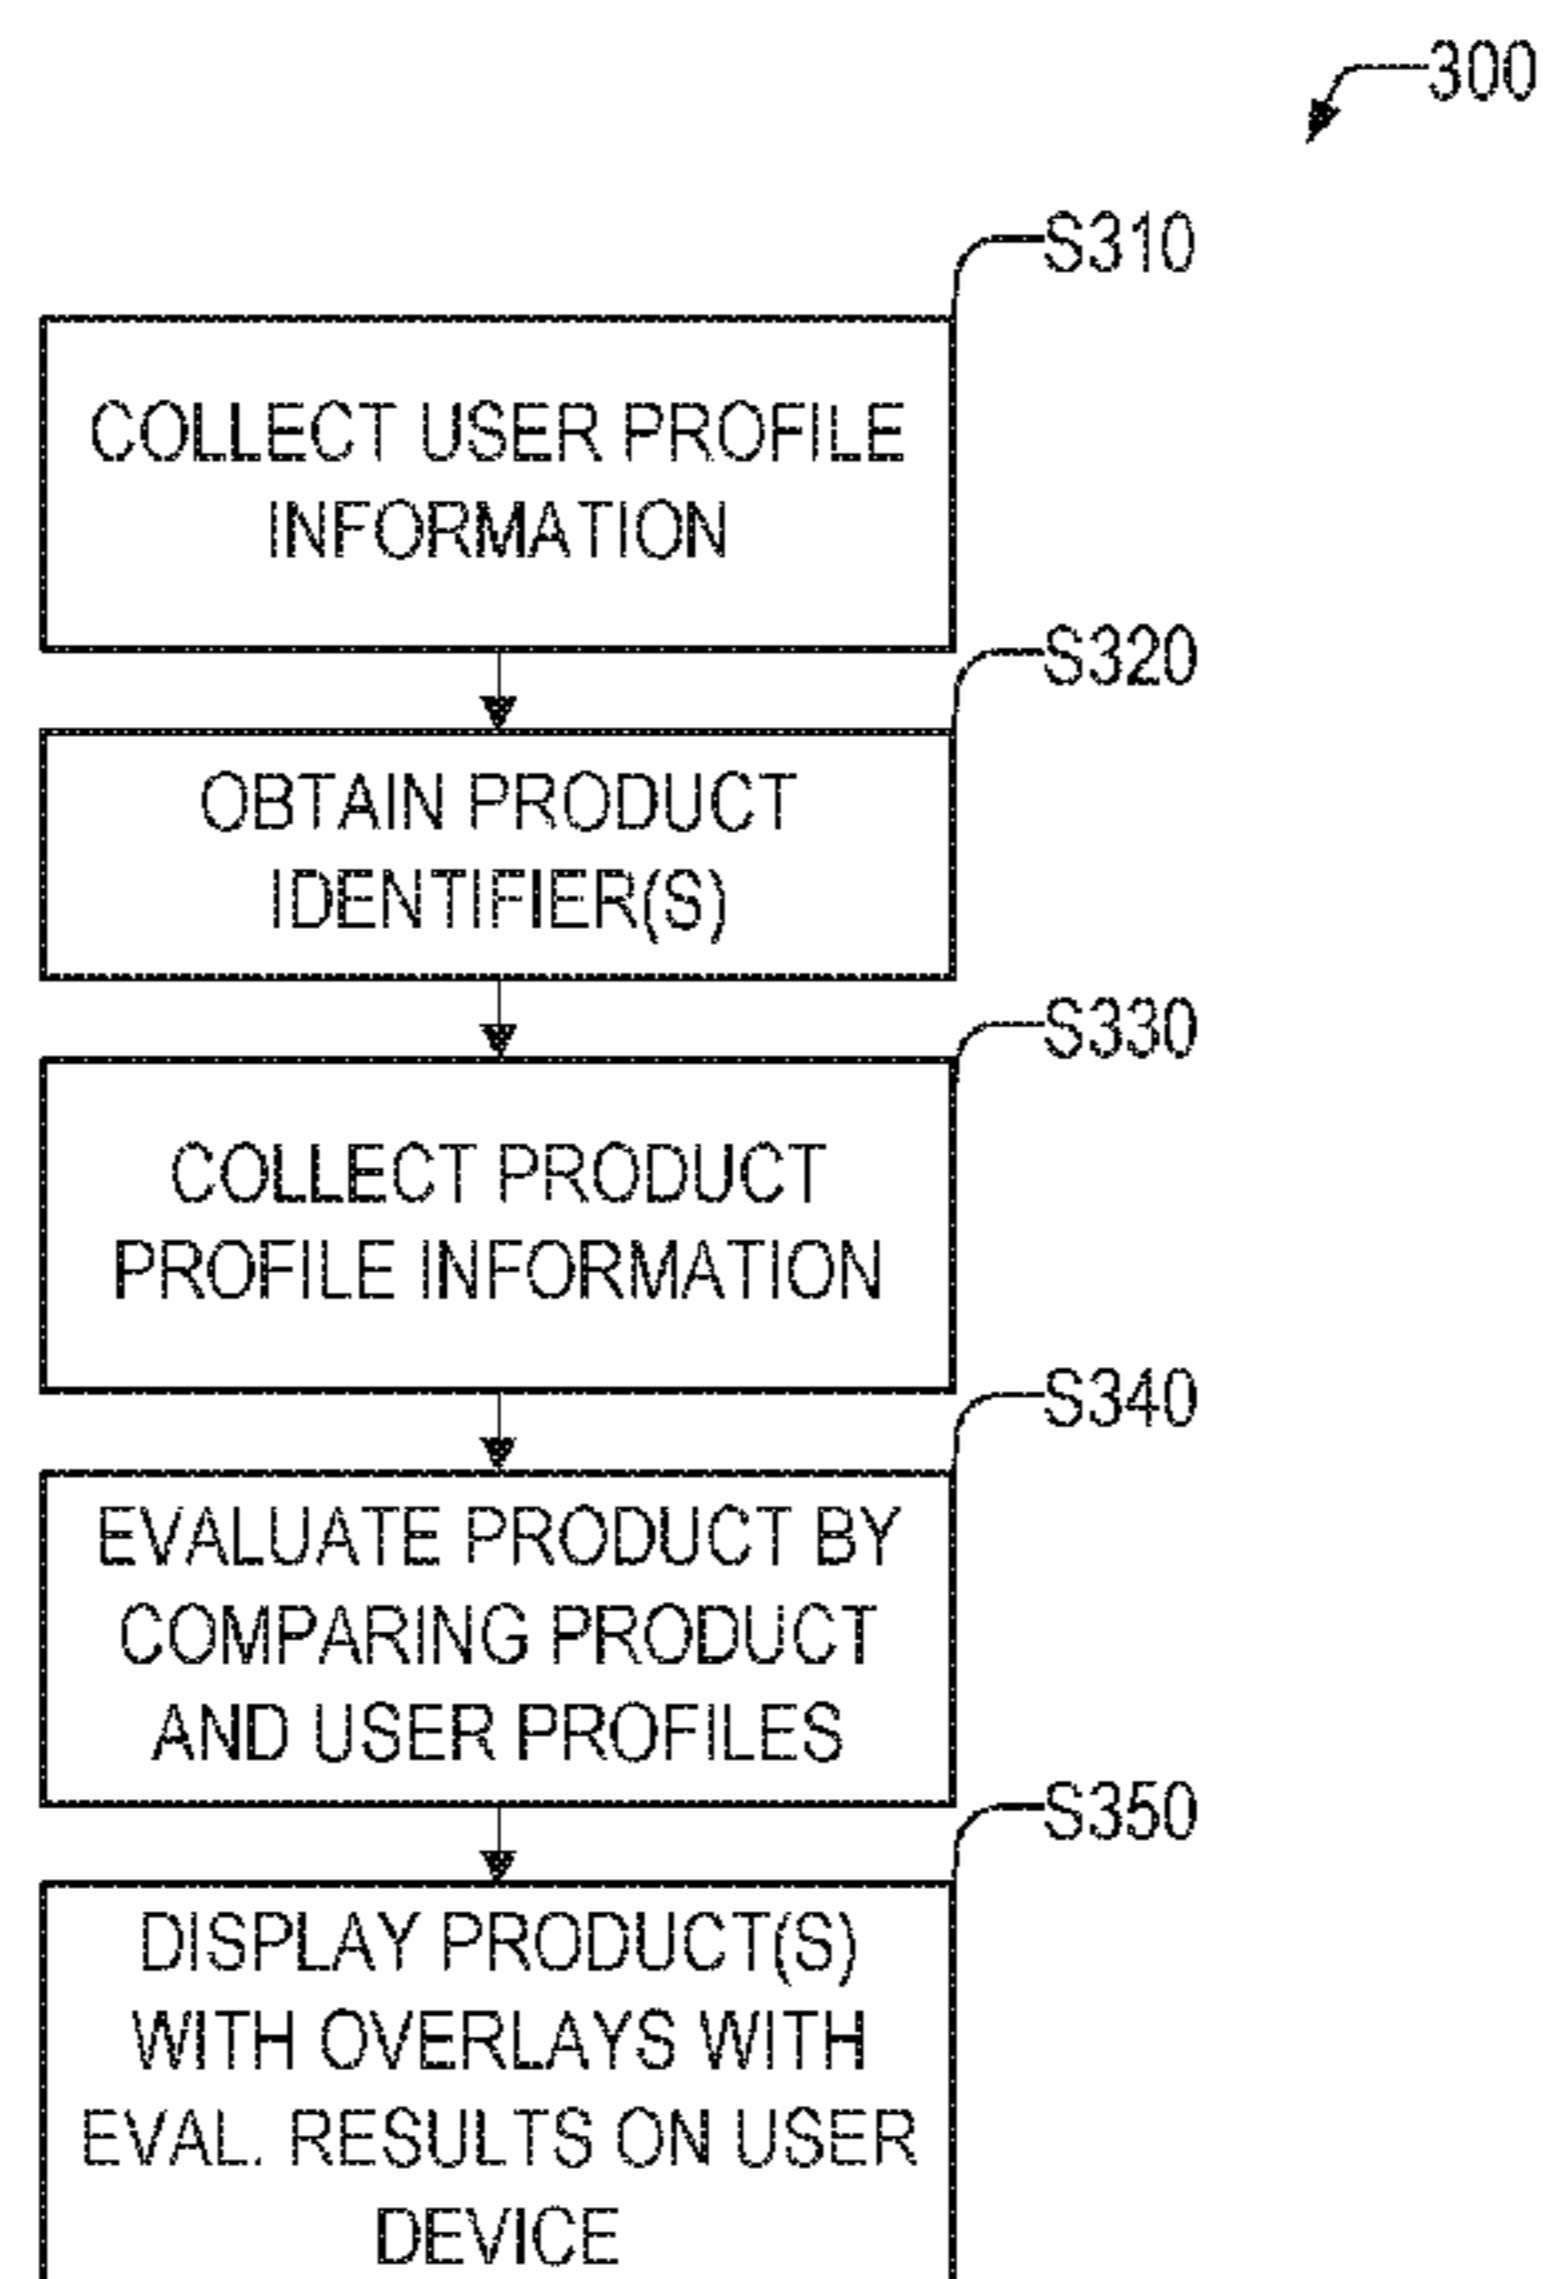 300
S310
COLLECT USER PROFILE
INFORMATION
S320
OBTAIN PRODUCT
IDENTIFIER(S)
S330
COLLECT PRODUCT
PROFILE INFORMATION
S340
EVALUATE PRODUCT BY
COMPARING PRODUCT
AND USER PROFILES
S350
DISPLAY PRODUCT(S)
WITH OVERLAYS WITH
EVAL. RESULTS ON USER
DEVICE